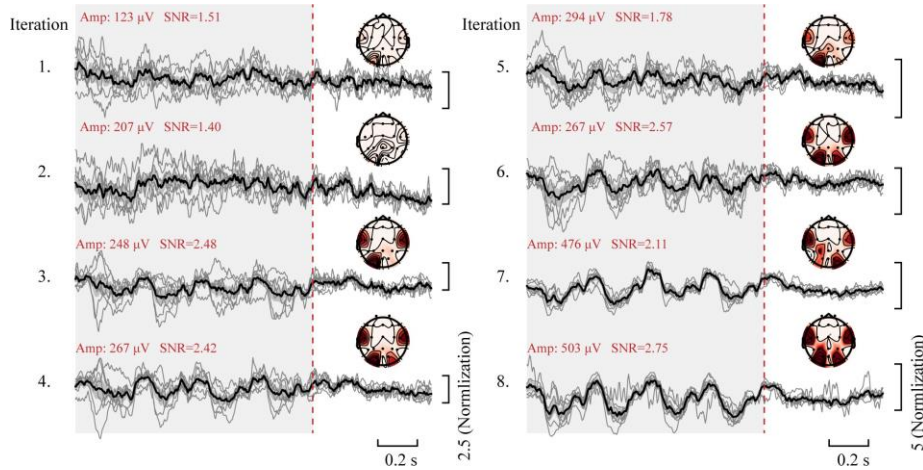 Iteration
Amp: 123 µV SNR=1.51
1.
Amp: 207 µV SNR=1.40
2.
Amp: 248 µV SNR=2.48
3.
Amp: 267 µV SNR=2.42
4.
0.2 s
2.5 (Normlization)
Iteration
Amp: 294 µV SNR=1.78
5.
Amp: 267 µV SNR=2.57
6.
Amp: 476 µV SNR=2.11
7.
Amp: 503 µV SNR=2.75
8.
0.2 s
5 (Normlization)